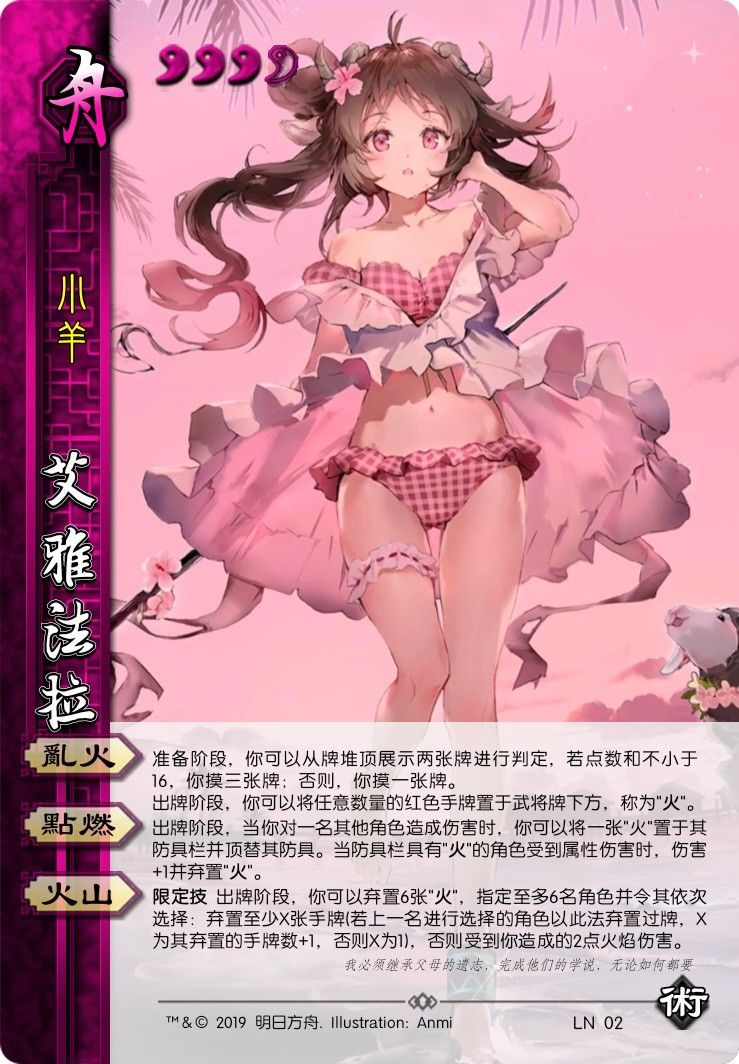 舟
小羊
艾雅法拉
亂火
准备阶段，你可以从牌堆顶展示两张牌进行判定，若点数和不小于
16，你摸三张牌；否则，你摸一张牌。
出牌阶段，你可以将任意数量的红色手牌置于武将牌下方，称为"火"。
點燃
出牌阶段，当你对一名其他角色造成伤害时，你可以将一张"火"置于其
防具栏并顶替其防具。当防具栏具有"火"的角色受到属性伤害时，伤害
+1并弃置"火"。
火山
限定技 出牌阶段，你可以弃置6张"火"，指定至多6名角色并令其依次
选择：弃置至少X张手牌(若上一名进行选择的角色以此法弃置过牌，X
为其弃置的手牌数+1，否则X为1)，否则受到你造成的2点火焰伤害。
我必须继承父母的遗志，完成他们的学说，无论如何都要
術
™&© 2019 明日方舟. Illustration: Anmi LN 02